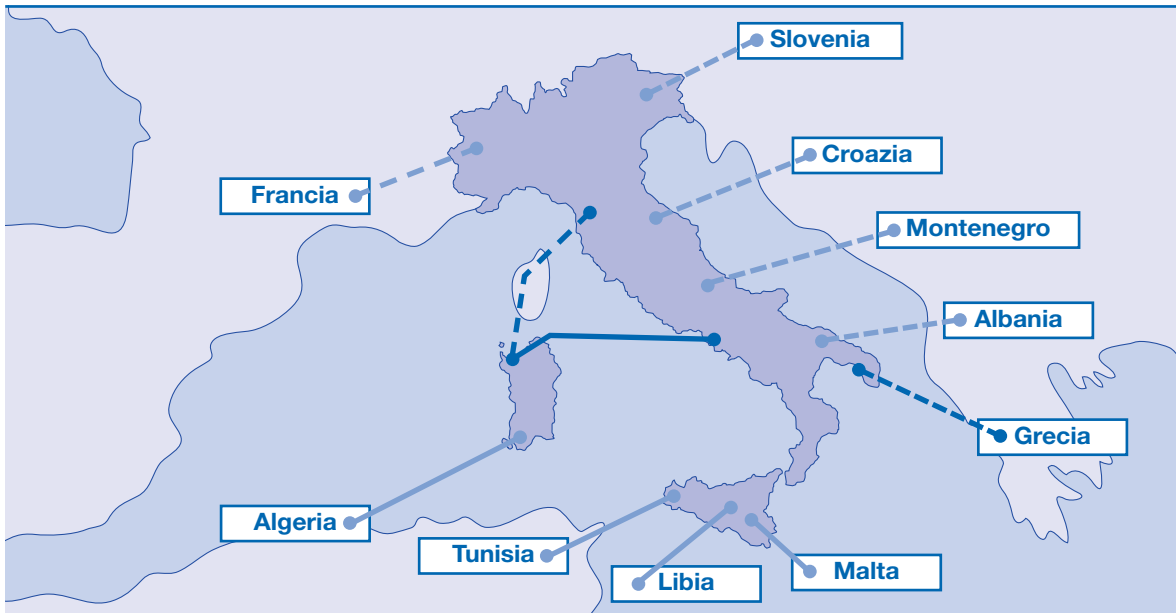 Slovenia
Croazia
Francia
Montenegro
Albania
Grecia
Algeria
Tunisia
Libia
Malta